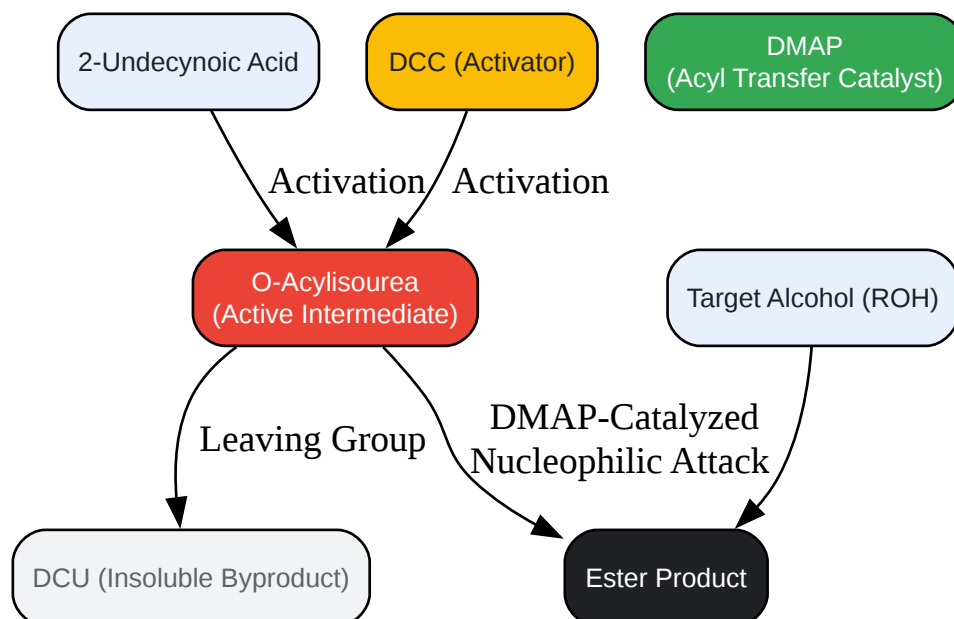 2-Undecynoic Acid
DCC (Activator)
DMAP
(Acyl Transfer Catalyst)
Activation
Activation
O-Acylisourea
(Active Intermediate)
Target Alcohol (ROH)
Leaving Group
DMAP-Catalyzed
Nucleophilic Attack
DCU (Insoluble Byproduct)
Ester Product